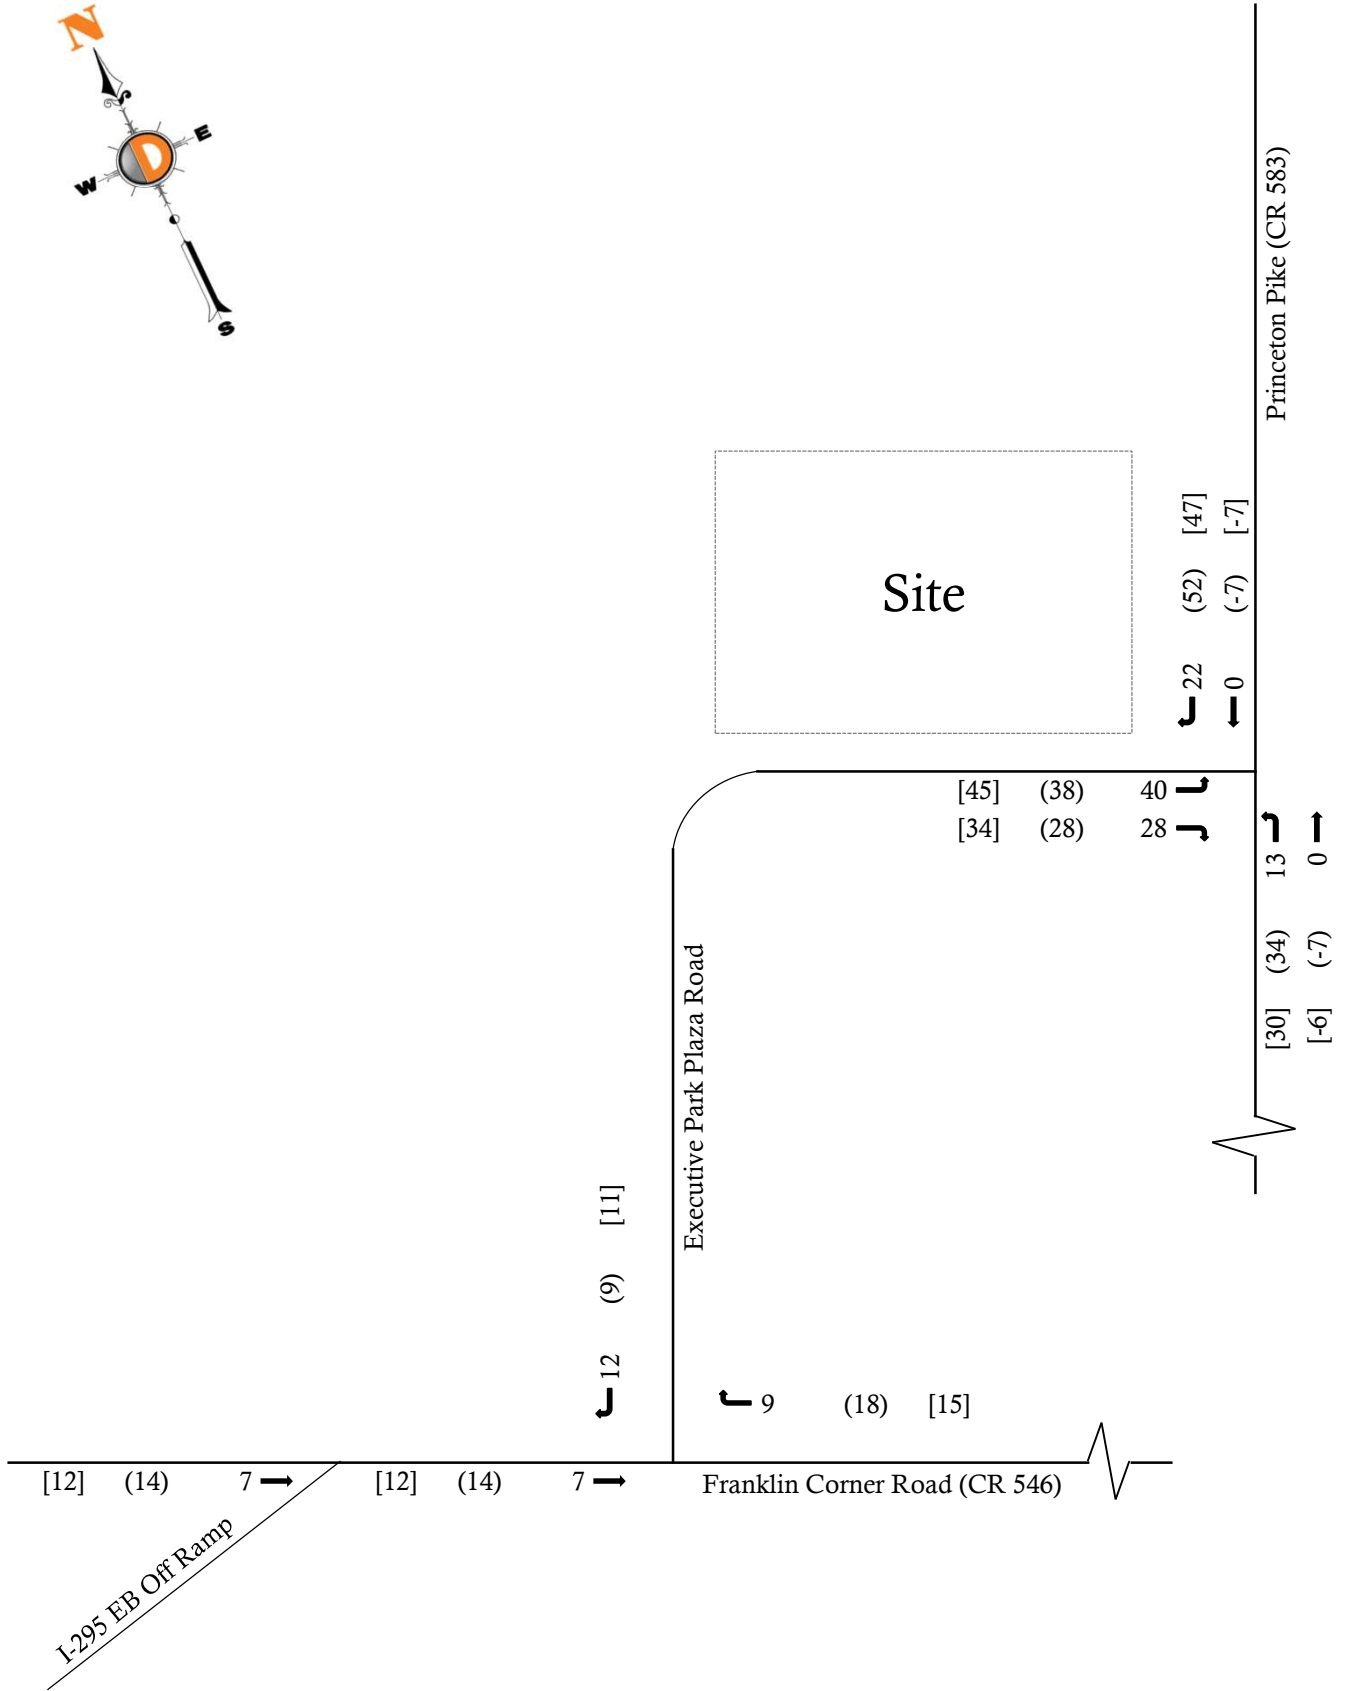 N
E
W
D
S
Princeton Pike (CR 583)
22 (52) [47]
0 (-7) [-7]
Site
[45] (38) 40
[34] (28) 28
[30] (34) 13
[-6] (-7) 0
Executive Park Plaza Road
12 (9) [11]
9 (18) [15]
[12] (14) 7
[12] (14) 7
Franklin Corner Road (CR 546)
I-295 EB Off Ramp